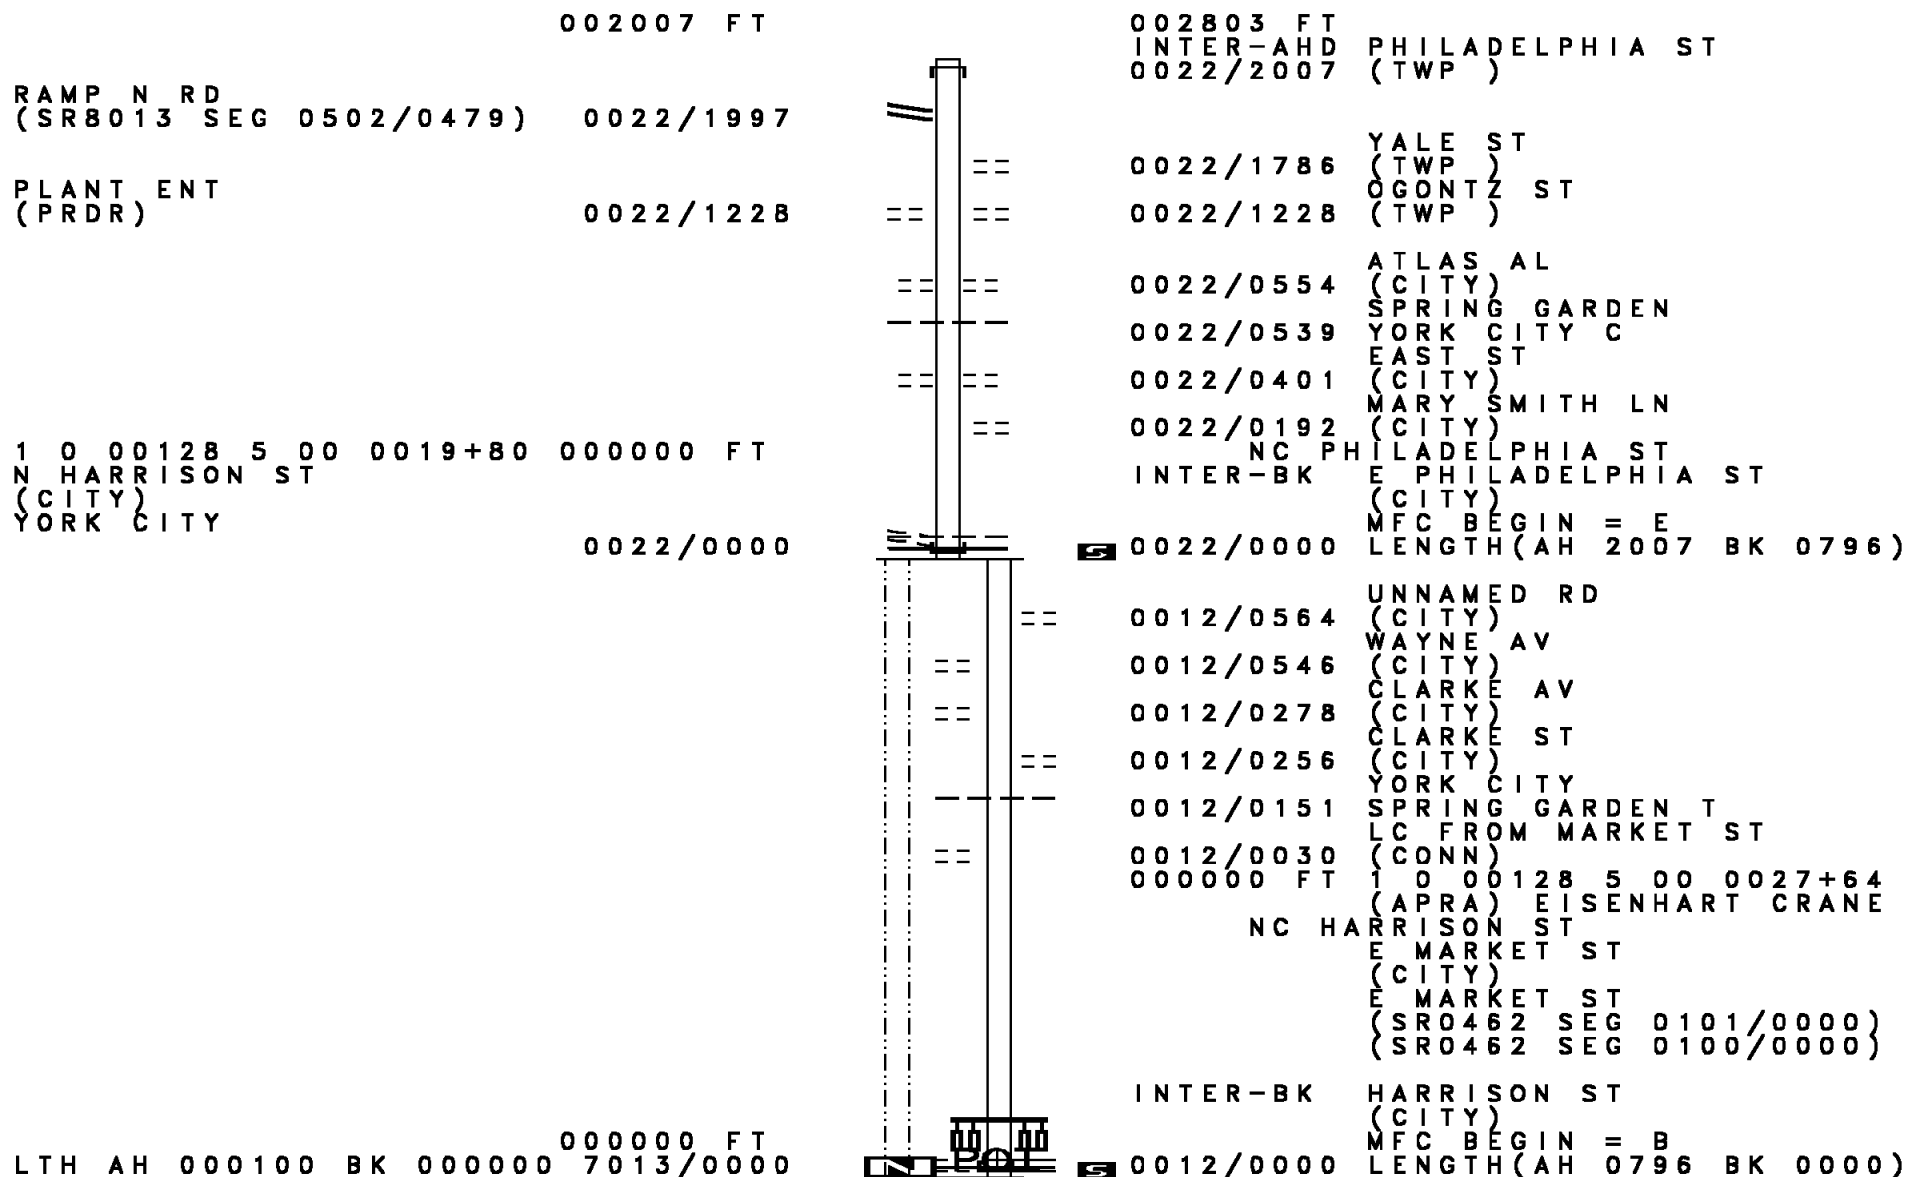 002007 FT 002803 FT
INTER-AHD PHILADELPHIA ST
0022/2007 (TWP )
RAMP N RD
(SR8013 SEG 0502/0479) 0022/1997
YALE ST
0022/1786 (TWP )
PLANT ENT OGONTZ ST
(PRDR) 0022/1228 0022/1228 (TWP )
ATLAS AL
0022/0554 (CITY)
SPRING GARDEN
0022/0539 YORK CITY C
EAST ST
0022/0401 (CITY)
MARY SMITH LN
0022/0192 (CITY)
1 0 00128 5 00 0019+80 000000 FT NC PHILADELPHIA ST
N HARRISON ST INTER-BK E PHILADELPHIA ST
(CITY) (CITY)
YORK CITY MFC BEGIN = E
0022/0000 S 0022/0000 LENGTH(AH 2007 BK 0796)
UNNAMED RD
0012/0564 (CITY)
WAYNE AV
0012/0546 (CITY)
CLARKE AV
0012/0278 (CITY)
CLARKE ST
0012/0256 (CITY)
YORK CITY
0012/0151 SPRING GARDEN T
LC FROM MARKET ST
0012/0030 (CONN)
000000 FT 1 0 00128 5 00 0027+64
(APRA) EISENHART CRANE
NC HARRISON ST
E MARKET ST
(CITY)
E MARKET ST
(SR0462 SEG 0101/0000)
(SR0462 SEG 0100/0000)
INTER-BK HARRISON ST
(CITY)
000000 FT MFC BEGIN = B
LTH AH 000100 BK 000000 7013/0000 N POT S 0012/0000 LENGTH(AH 0796 BK 0000)